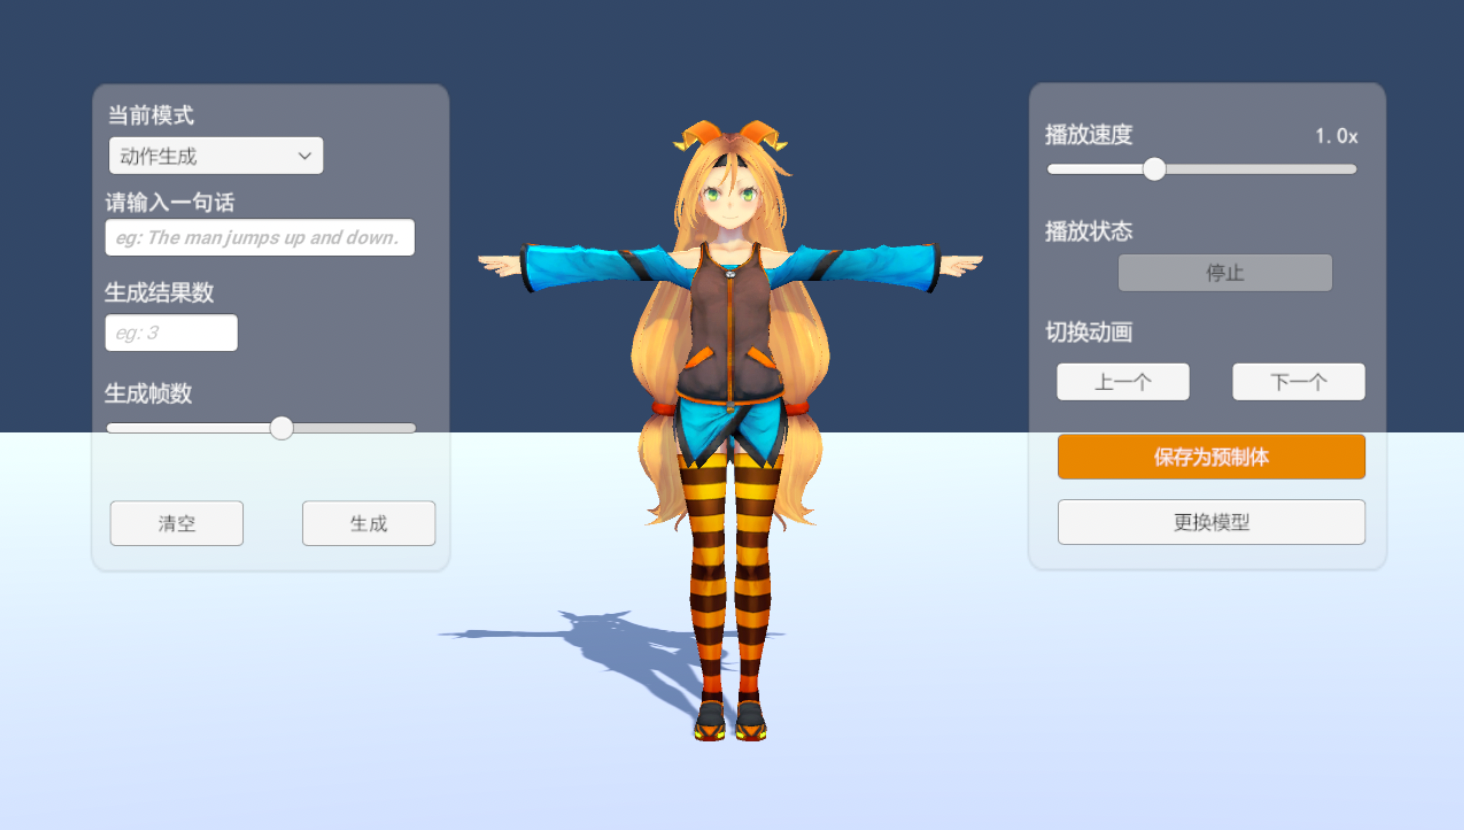 当前模式
动作生成
请输入一句话
eg: The man jumps up and down.
生成结果数
eg: 3
生成帧数
清空
生成
播放速度
1.0x
播放状态
停止
切换动画
上一个
下一个
保存为预制体
更换模型